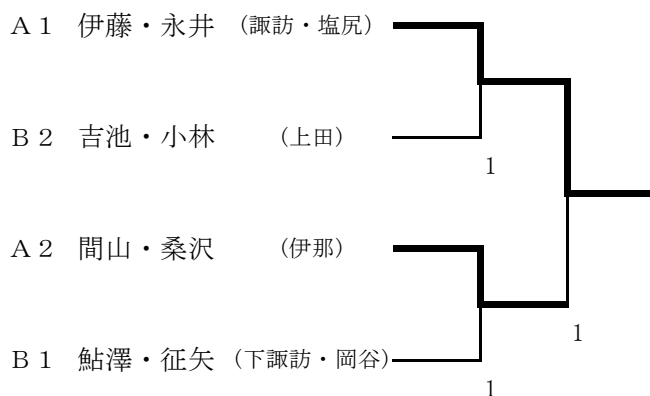 Ａ１ 伊藤・永井 （諏訪・塩尻）
Ｂ２ 吉池・小林 （上田）
1
Ａ２ 間山・桑沢 （伊那）
1
Ｂ１ 鮎澤・征矢 （下諏訪・岡谷）
1